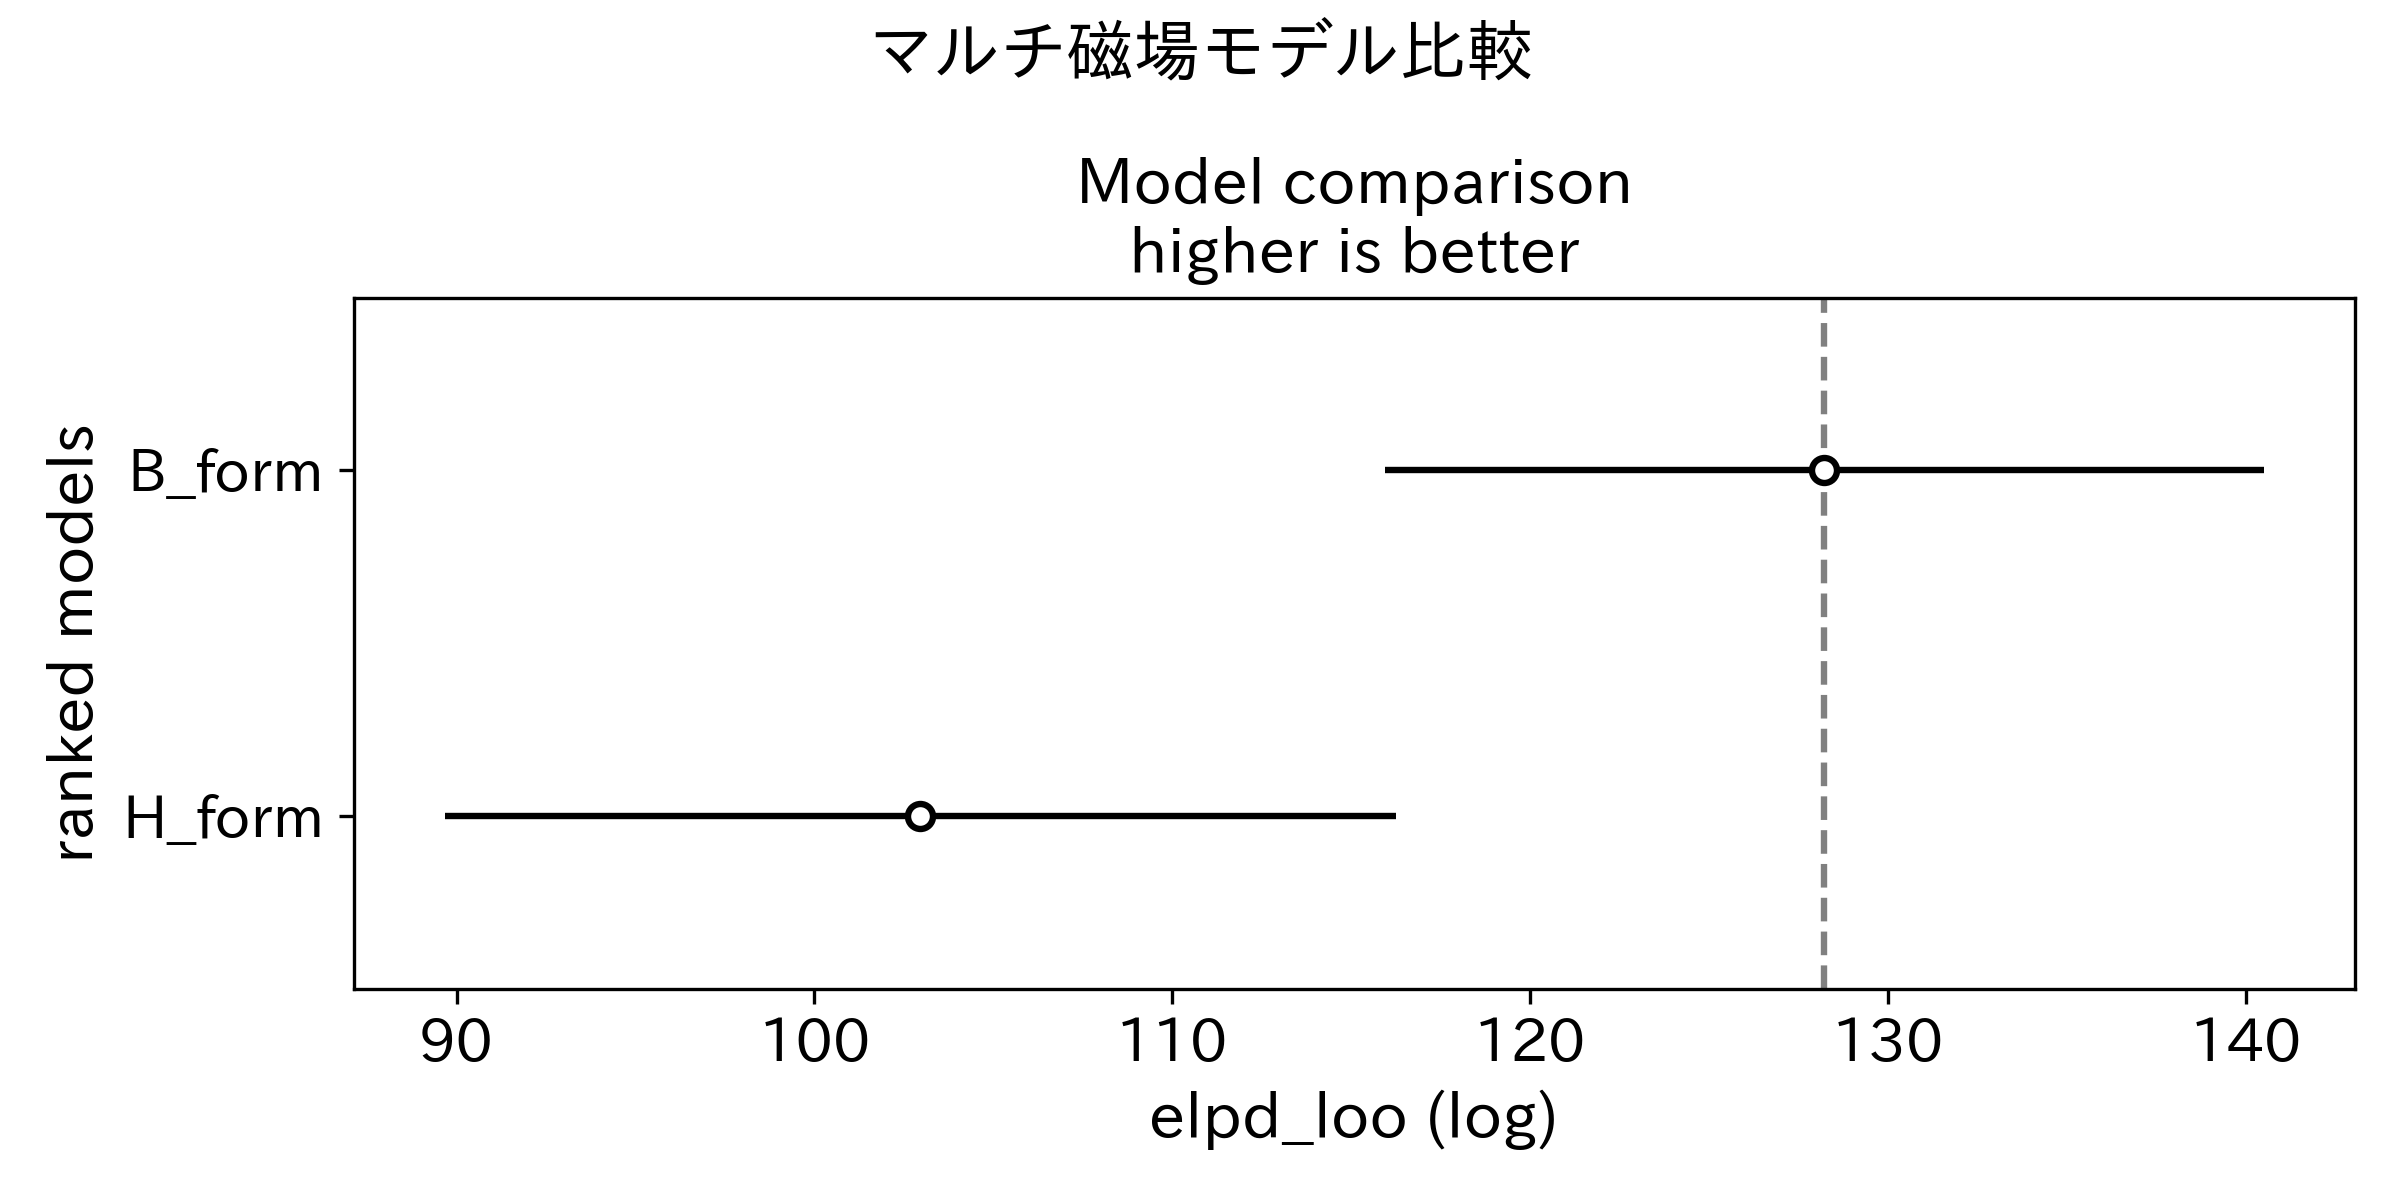 マルチ磁場モデル比較
Model comparison
higher is better
ranked models
B_form
H_form
90 100 110 120 130 140
elpd_loo (log)